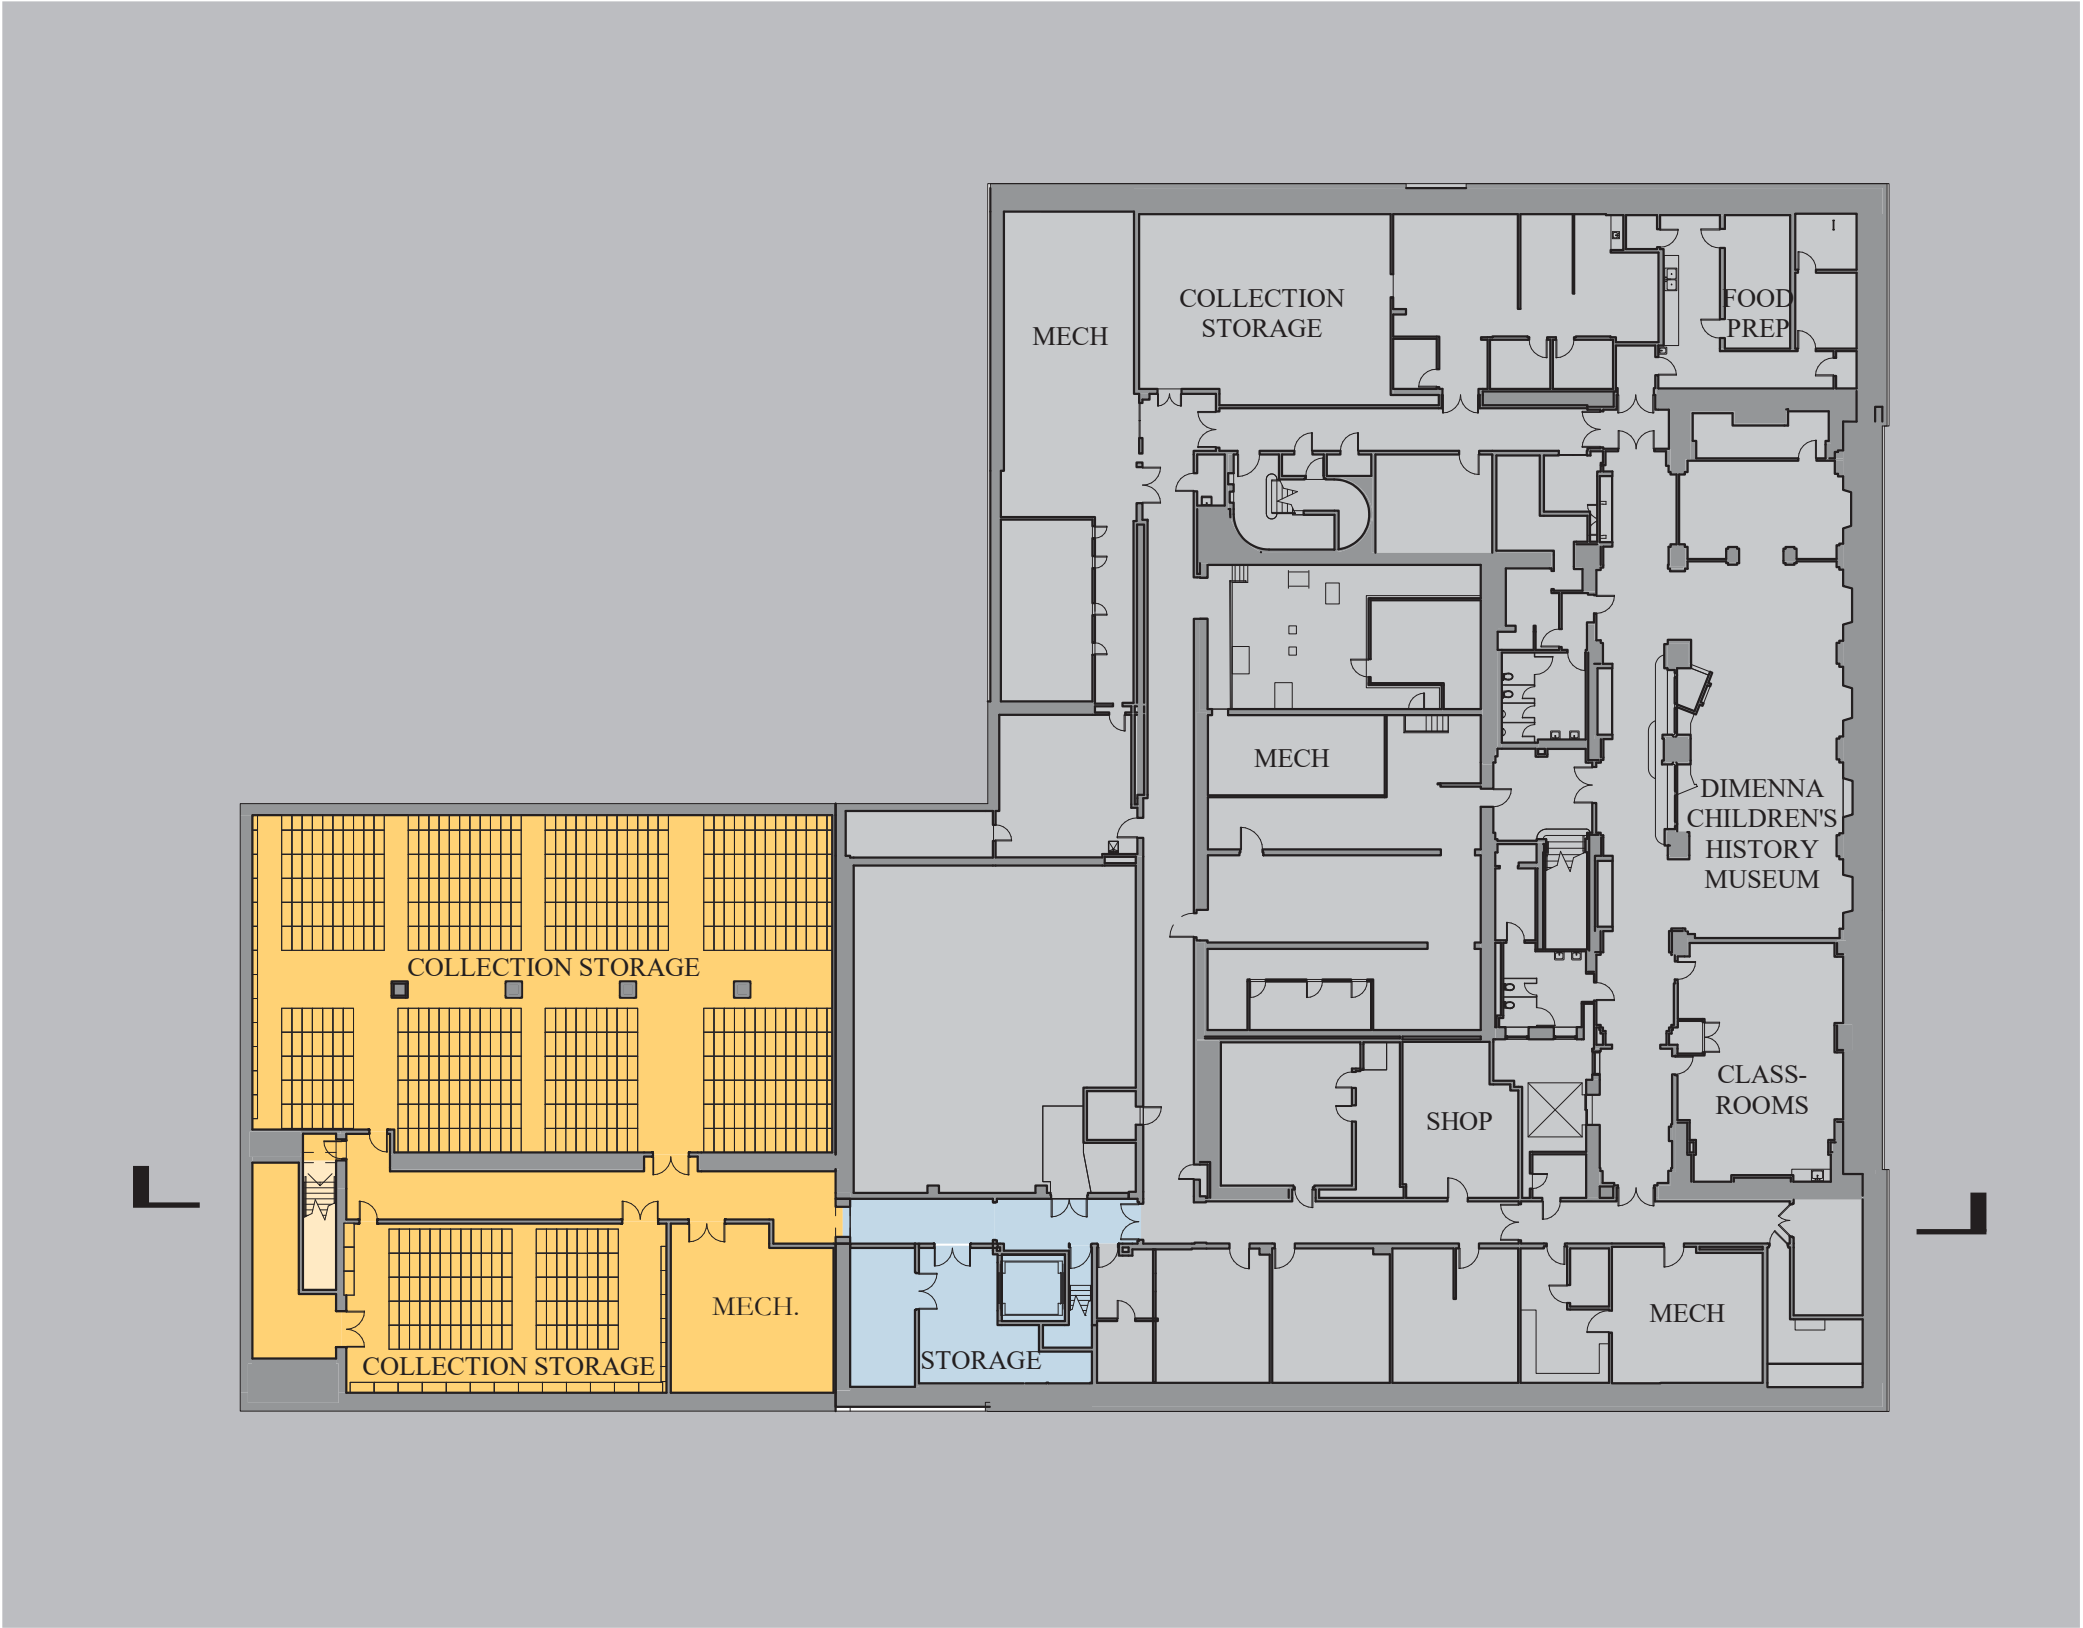 COLLECTION
STORAGE
MECH
FOOD
PREP
MECH
DIMENNA
CHILDREN'S
HISTORY
MUSEUM
COLLECTION STORAGE
CLASS-
ROOMS
SHOP
MECH.
MECH
STORAGE
COLLECTION STORAGE